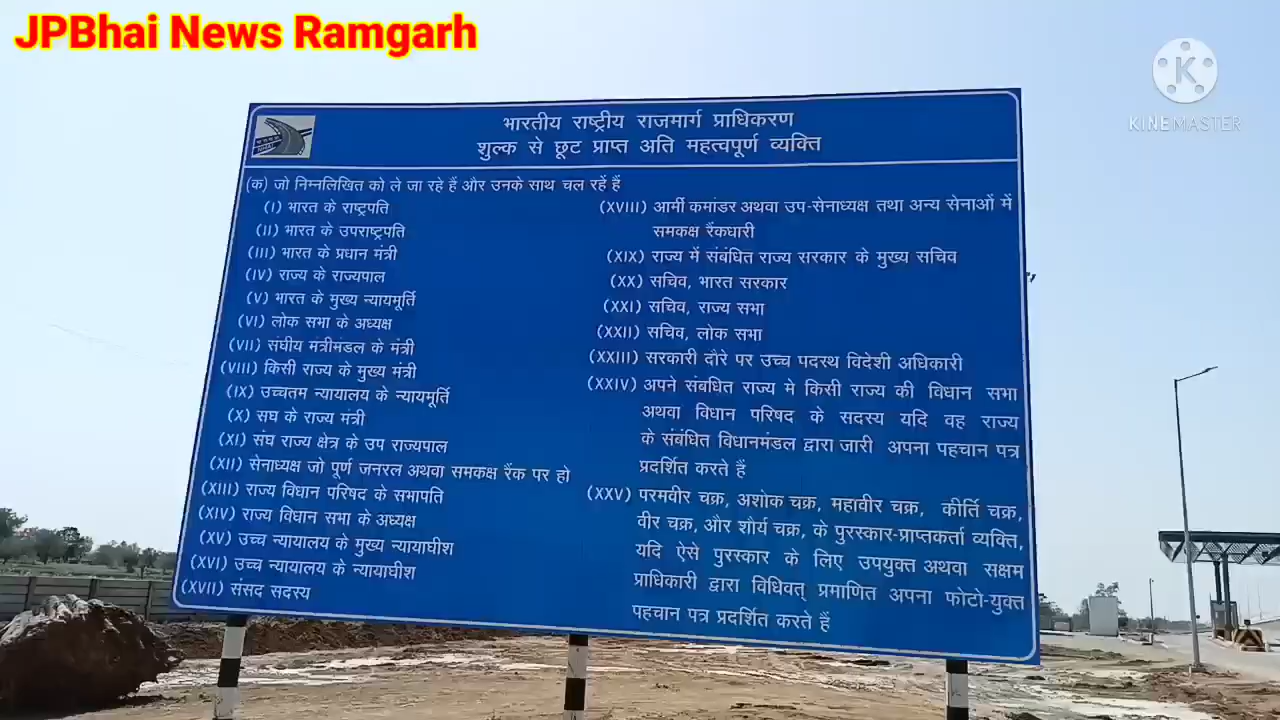 JPBhai News Ramgarh
K
KINEMASTER
भारतीय राष्ट्रीय राजमार्ग प्राधिकरण
शुल्क से छूट प्राप्त अति महत्वपूर्ण व्यक्ति
(क) जो निम्नलिखित को ले जा रहे हैं और उनके साथ चल रहें हैं
(I) भारत के राष्ट्रपति
(II) भारत के उपराष्ट्रपति
(III) भारत के प्रधान मंत्री
(IV) राज्य के राज्यपाल
(V) भारत के मुख्य न्यायमूर्ति
(VI) लोक सभा के अध्यक्ष
(VII) संघीय मंत्रीमंडल के मंत्री
(VIII) किसी राज्य के मुख्य मंत्री
(IX) उच्चतम न्यायालय के न्यायमूर्ति
(X) सघ के राज्य मंत्री
(XI) संघ राज्य क्षेत्र के उप राज्यपाल
(XII) सेनाध्यक्ष जो पूर्ण जनरल अथवा समकक्ष रैंक पर हो
(XIII) राज्य विधान परिषद के सभापति
(XIV) राज्य विधान सभा के अध्यक्ष
(XV) उच्च न्यायालय के मुख्य न्यायाघीश
(XVI) उच्च न्यायालय के न्यायाघीश
(XVII) संसद सदस्य
(XVIII) आर्मी कमांडर अथवा उप-सेनाध्यक्ष तथा अन्य सेनाओं में
समकक्ष रैंकधारी
(XIX) राज्य में संबंधित राज्य सरकार के मुख्य सचिव
(XX) सचिव, भारत सरकार
(XXI) सचिव, राज्य सभा
(XXII) सचिव, लोक सभा
(XXIII) सरकारी दौरे पर उच्च पदस्थ विदेशी अधिकारी
(XXIV) अपने संबधित राज्य मे किसी राज्य की विधान सभा
अथवा विधान परिषद के सदस्य यदि वह राज्य
के संबंधित विधानमंडल द्वारा जारी अपना पहचान पत्र
प्रदर्शित करते हैं
(XXV) परमवीर चक्र, अशोक चक्र, महावीर चक्र, कीर्ति चक्र,
वीर चक्र, और शौर्य चक्र, के पुरस्कार-प्राप्तकर्ता व्यक्ति,
यदि ऐसे पुरस्कार के लिए उपयुक्त अथवा सक्षम
प्राधिकारी द्वारा विधिवत् प्रमाणित अपना फोटो-युक्त
पहचान पत्र प्रदर्शित करते हैं